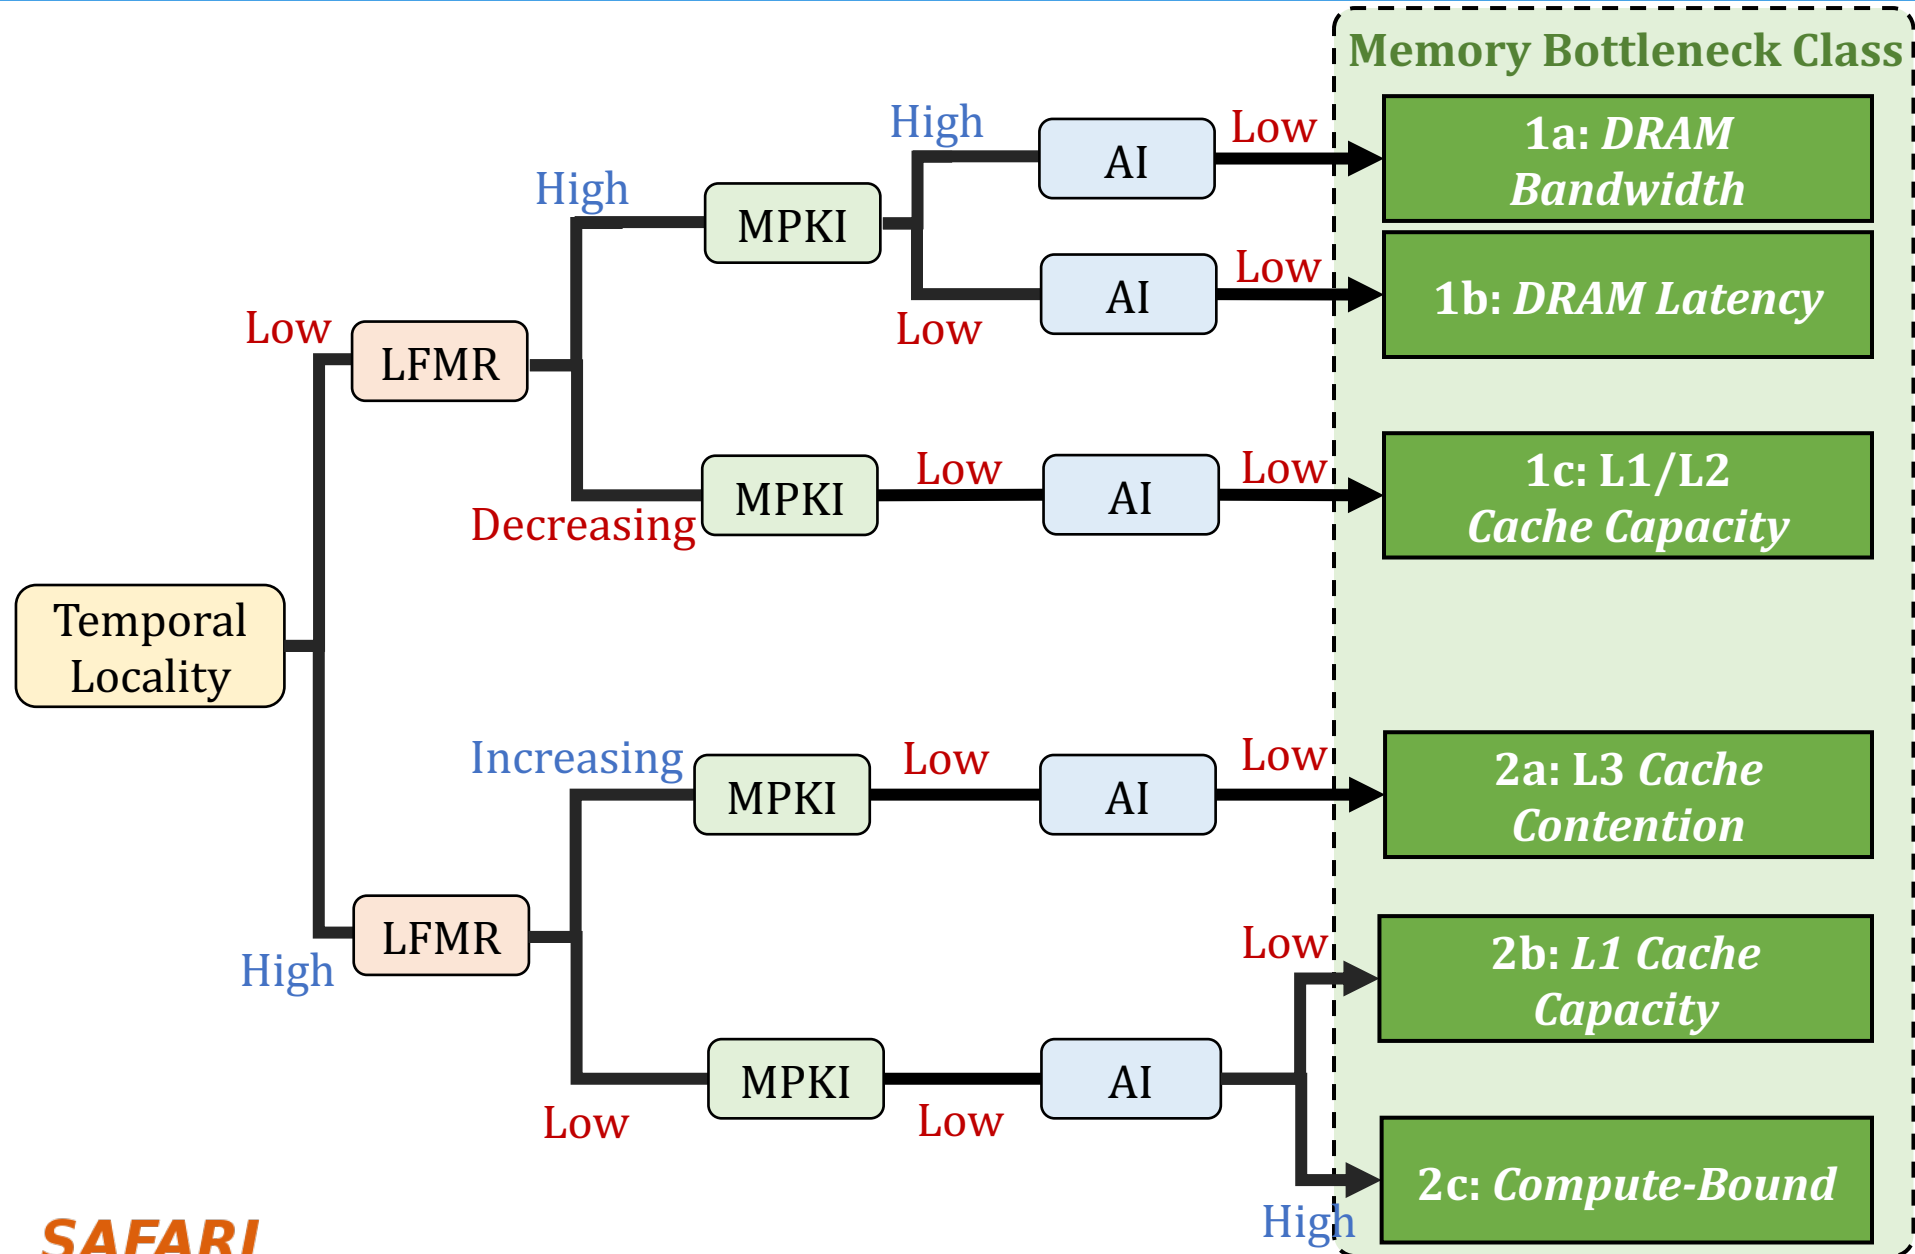 Memory Bottleneck Class
High
AI
Low
1a: DRAM
Bandwidth
High
MPKI
Low
AI
Low
1b: DRAM Latency
Low
LFMR
Decreasing
MPKI
Low
AI
Low
1c: L1/L2
Cache Capacity
Temporal
Locality
Increasing
MPKI
Low
AI
Low
2a: L3 Cache
Contention
High
LFMR
Low
MPKI
Low
AI
Low
2b: L1 Cache
Capacity
High
2c: Compute-Bound
SAFARI